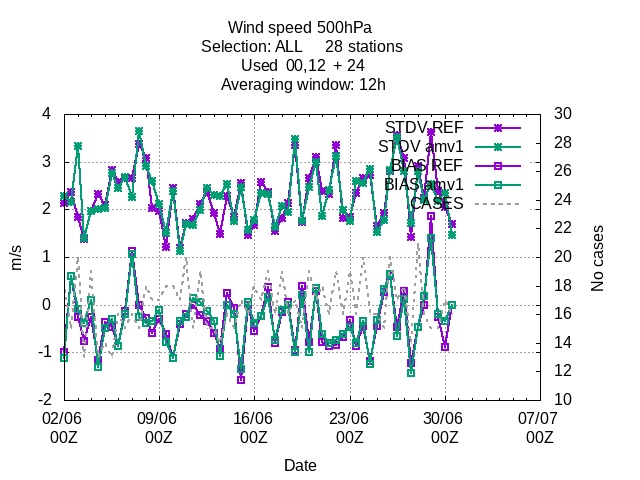 Wind speed 500hPa
Selection: ALL 28 stations
Used 00,12 + 24
Averaging window: 12h
STDV REF
STDV amv1
BIAS REF
BIAS amv1
CASES
m/s
4
3
2
1
0
-1
-2
30
28
26
24
22
20
18
16
14
12
10
No cases
02/06 09/06 16/06 23/06 30/06 07/07
00Z 00Z 00Z 00Z 00Z 00Z
Date